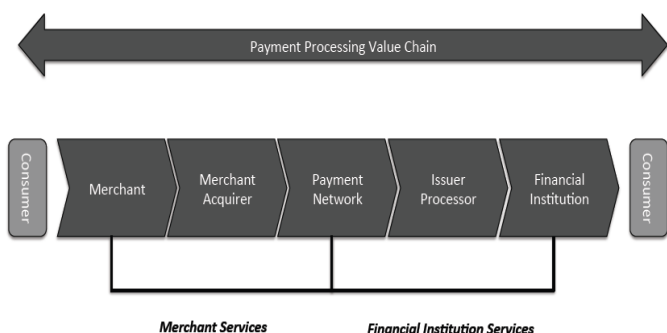 Payment Processing Value Chain
Consumer
Merchant
Merchant
Acquirer
Payment
Network
Issuer
Processor
Financial
Institution
Consumer
Merchant Services
Financial Institution Services